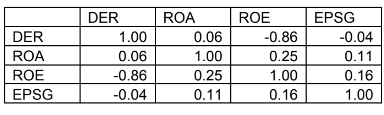 DER ROA ROE EPSG
DER 1.00 0.06 -0.86 -0.04
ROA 0.06 1.00 0.25 0.11
ROE -0.86 0.25 1.00 0.16
EPSG -0.04 0.11 0.16 1.00